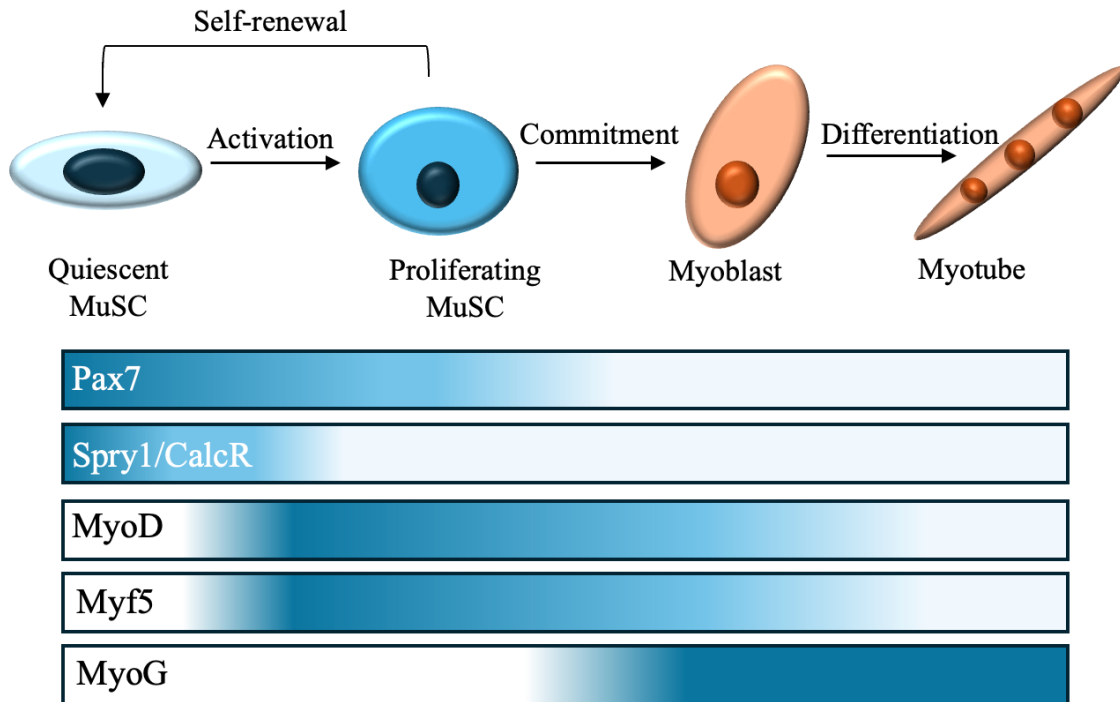 Self-renewal
Activation
Commitment
Differentiation
Quiescent
MuSC
Proliferating
MuSC
Myoblast
Myotube
Pax7
Spry1/CalcR
MyoD
Myf5
MyoG